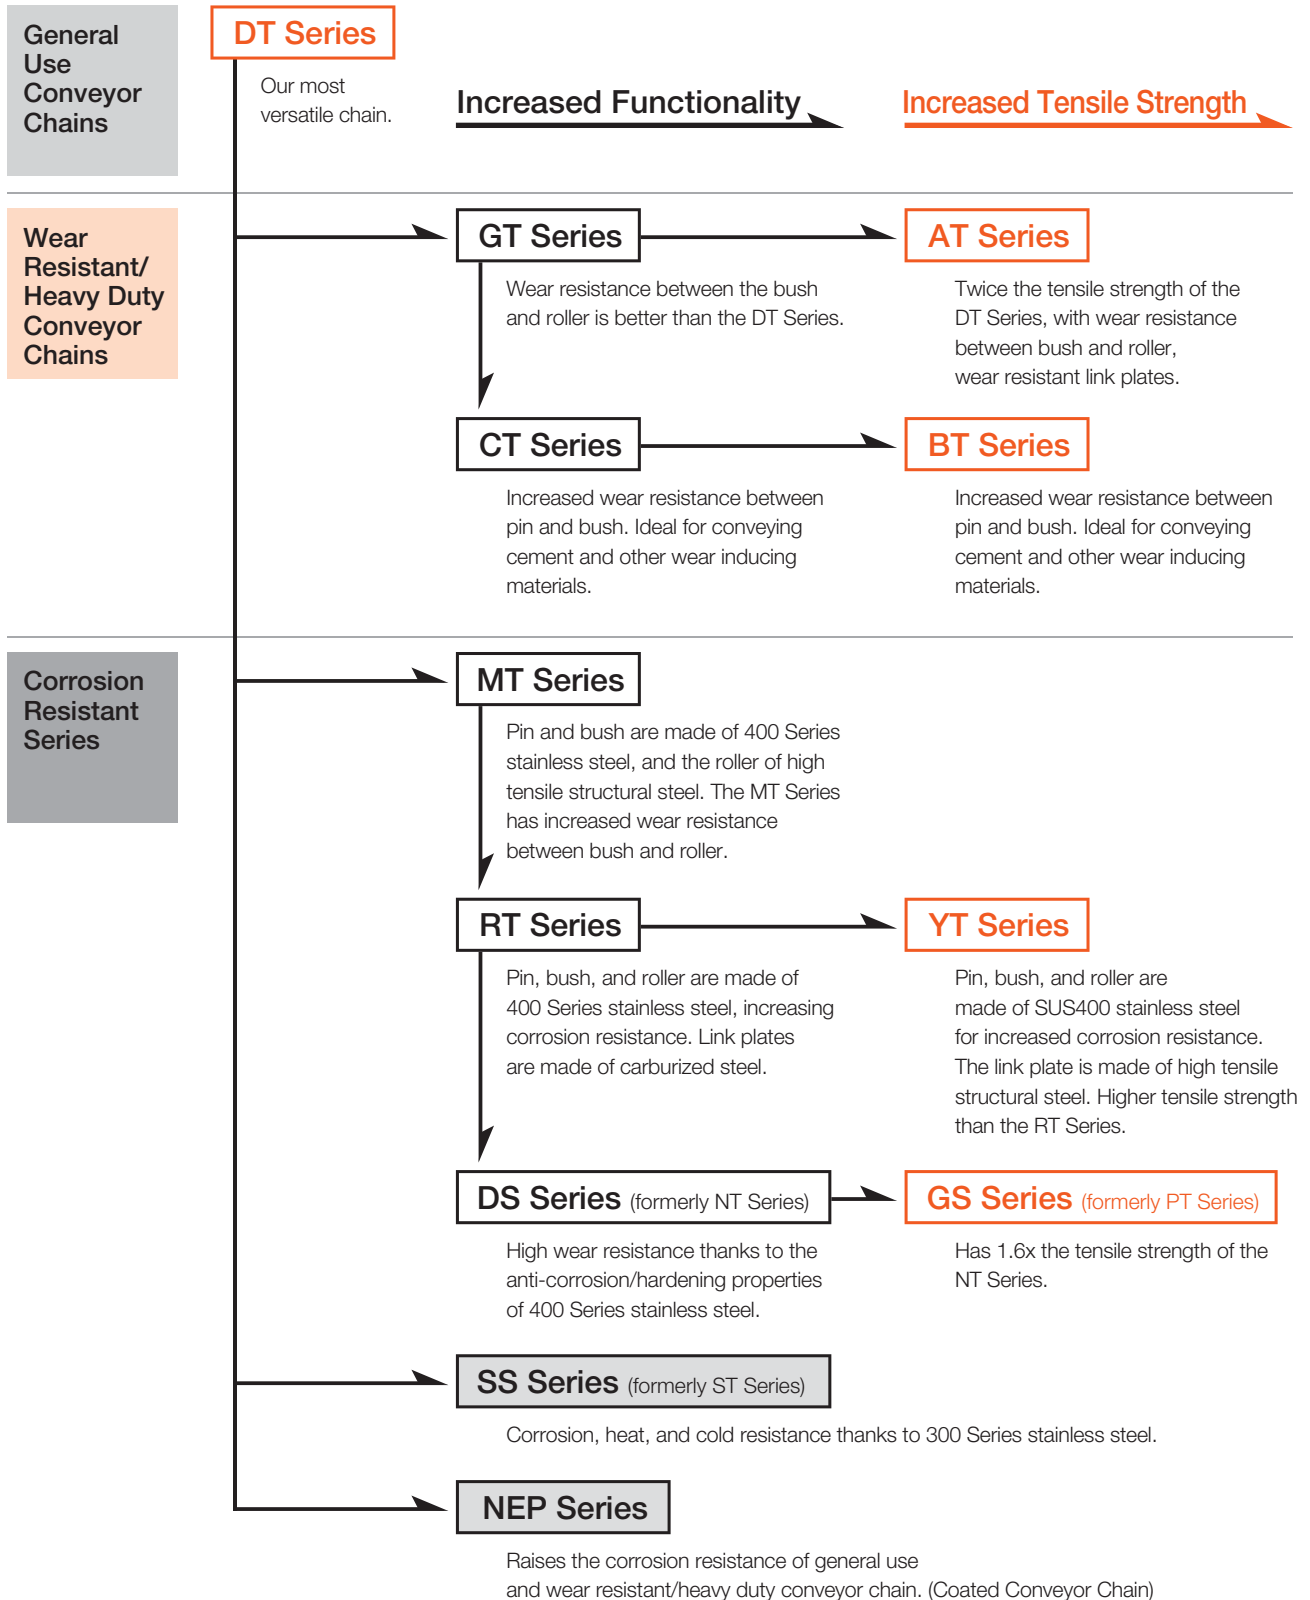 General
Use
Conveyor
Chains
DT Series
Our most
versatile chain.
Increased Functionality
Increased Tensile Strength
Wear
Resistant/
Heavy Duty
Conveyor
Chains
GT Series
Wear resistance between the bush
and roller is better than the DT Series.
AT Series
Twice the tensile strength of the
DT Series, with wear resistance
between bush and roller,
wear resistant link plates.
CT Series
Increased wear resistance between
pin and bush. Ideal for conveying
cement and other wear inducing
materials.
BT Series
Increased wear resistance between
pin and bush. Ideal for conveying
cement and other wear inducing
materials.
Corrosion
Resistant
Series
MT Series
Pin and bush are made of 400 Series
stainless steel, and the roller of high
tensile structural steel. The MT Series
has increased wear resistance
between bush and roller.
RT Series
Pin, bush, and roller are made of
400 Series stainless steel, increasing
corrosion resistance. Link plates
are made of carburized steel.
YT Series
Pin, bush, and roller are
made of SUS400 stainless steel
for increased corrosion resistance.
The link plate is made of high tensile
structural steel. Higher tensile strength
than the RT Series.
DS Series (formerly NT Series)
High wear resistance thanks to the
anti-corrosion/hardening properties
of 400 Series stainless steel.
GS Series (formerly PT Series)
Has 1.6x the tensile strength of the
NT Series.
SS Series (formerly ST Series)
Corrosion, heat, and cold resistance thanks to 300 Series stainless steel.
NEP Series
Raises the corrosion resistance of general use
and wear resistant/heavy duty conveyor chain. (Coated Conveyor Chain)